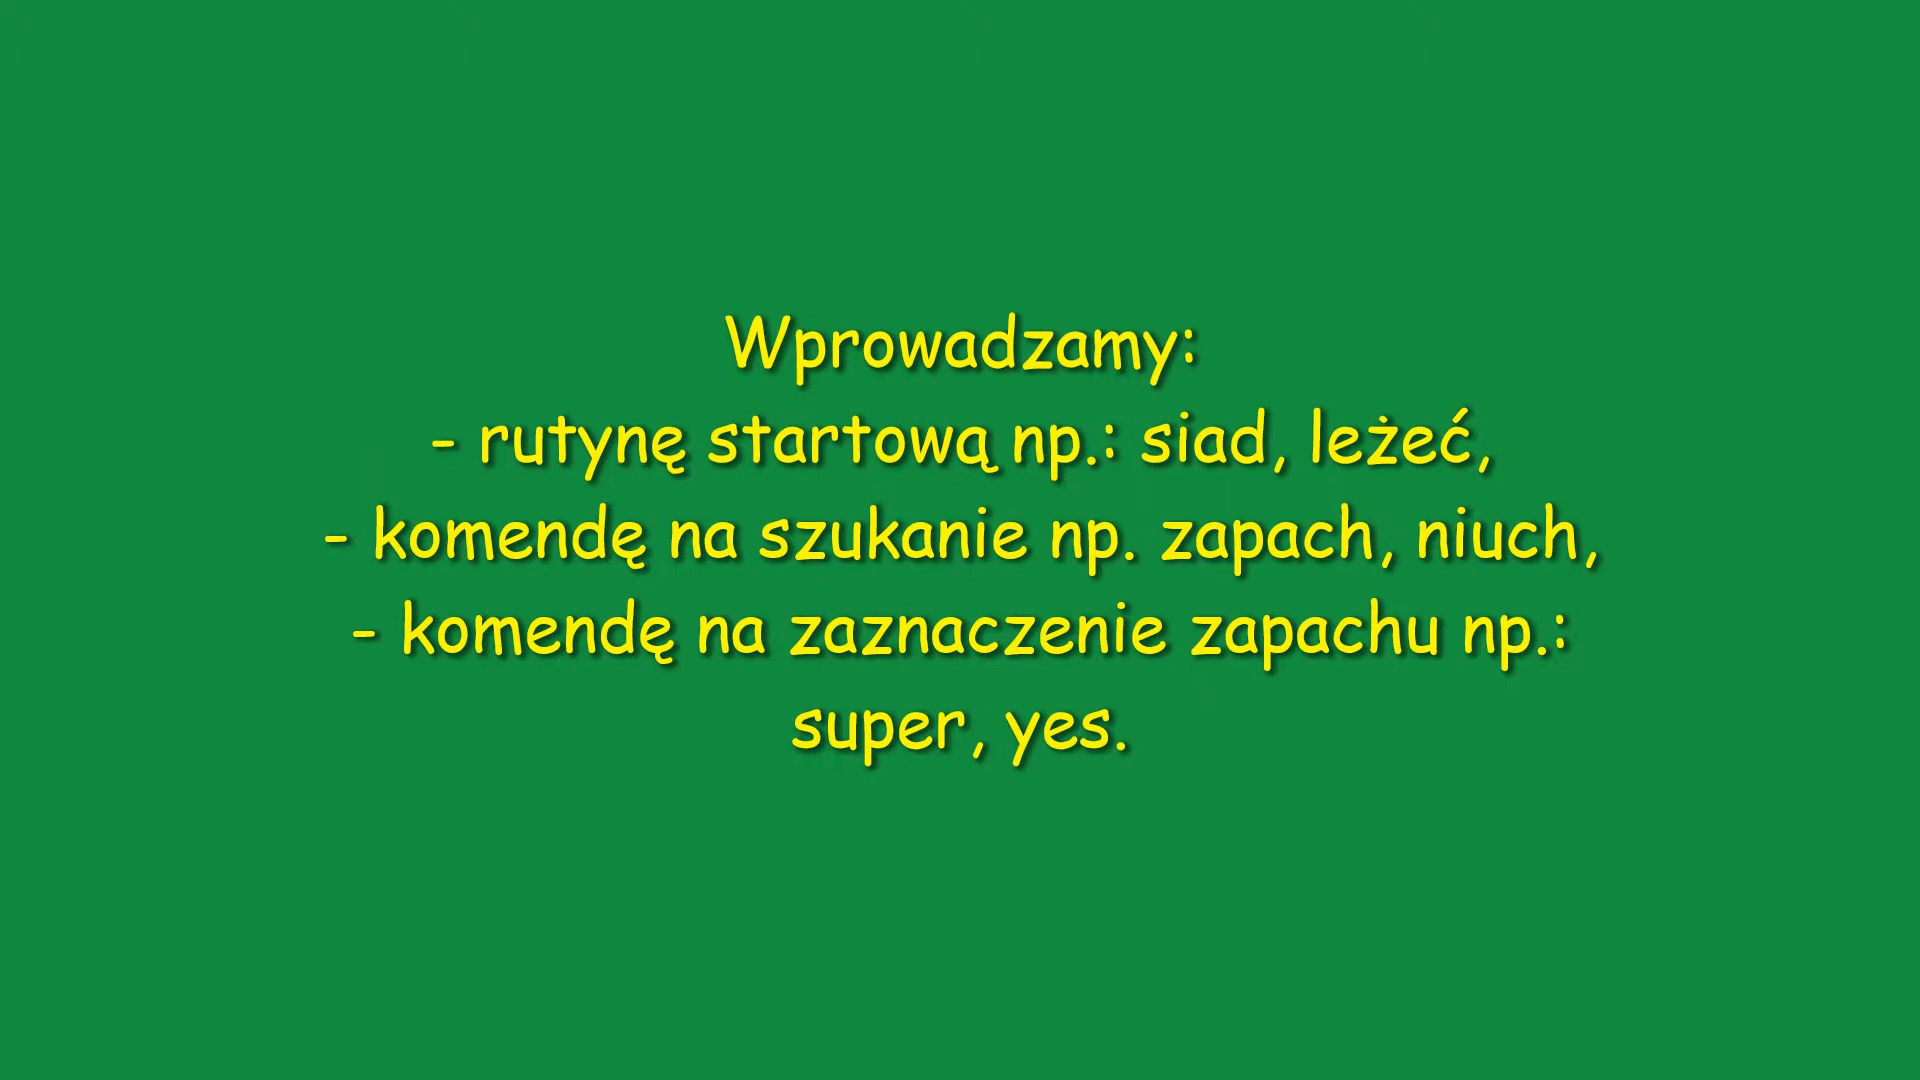 Wprowadzamy:
- rutynę startową np.: siad, leżeć,
- komendę na szukanie np. zapach, niuch,
- komendę na zaznaczenie zapachu np.:
super, yes.